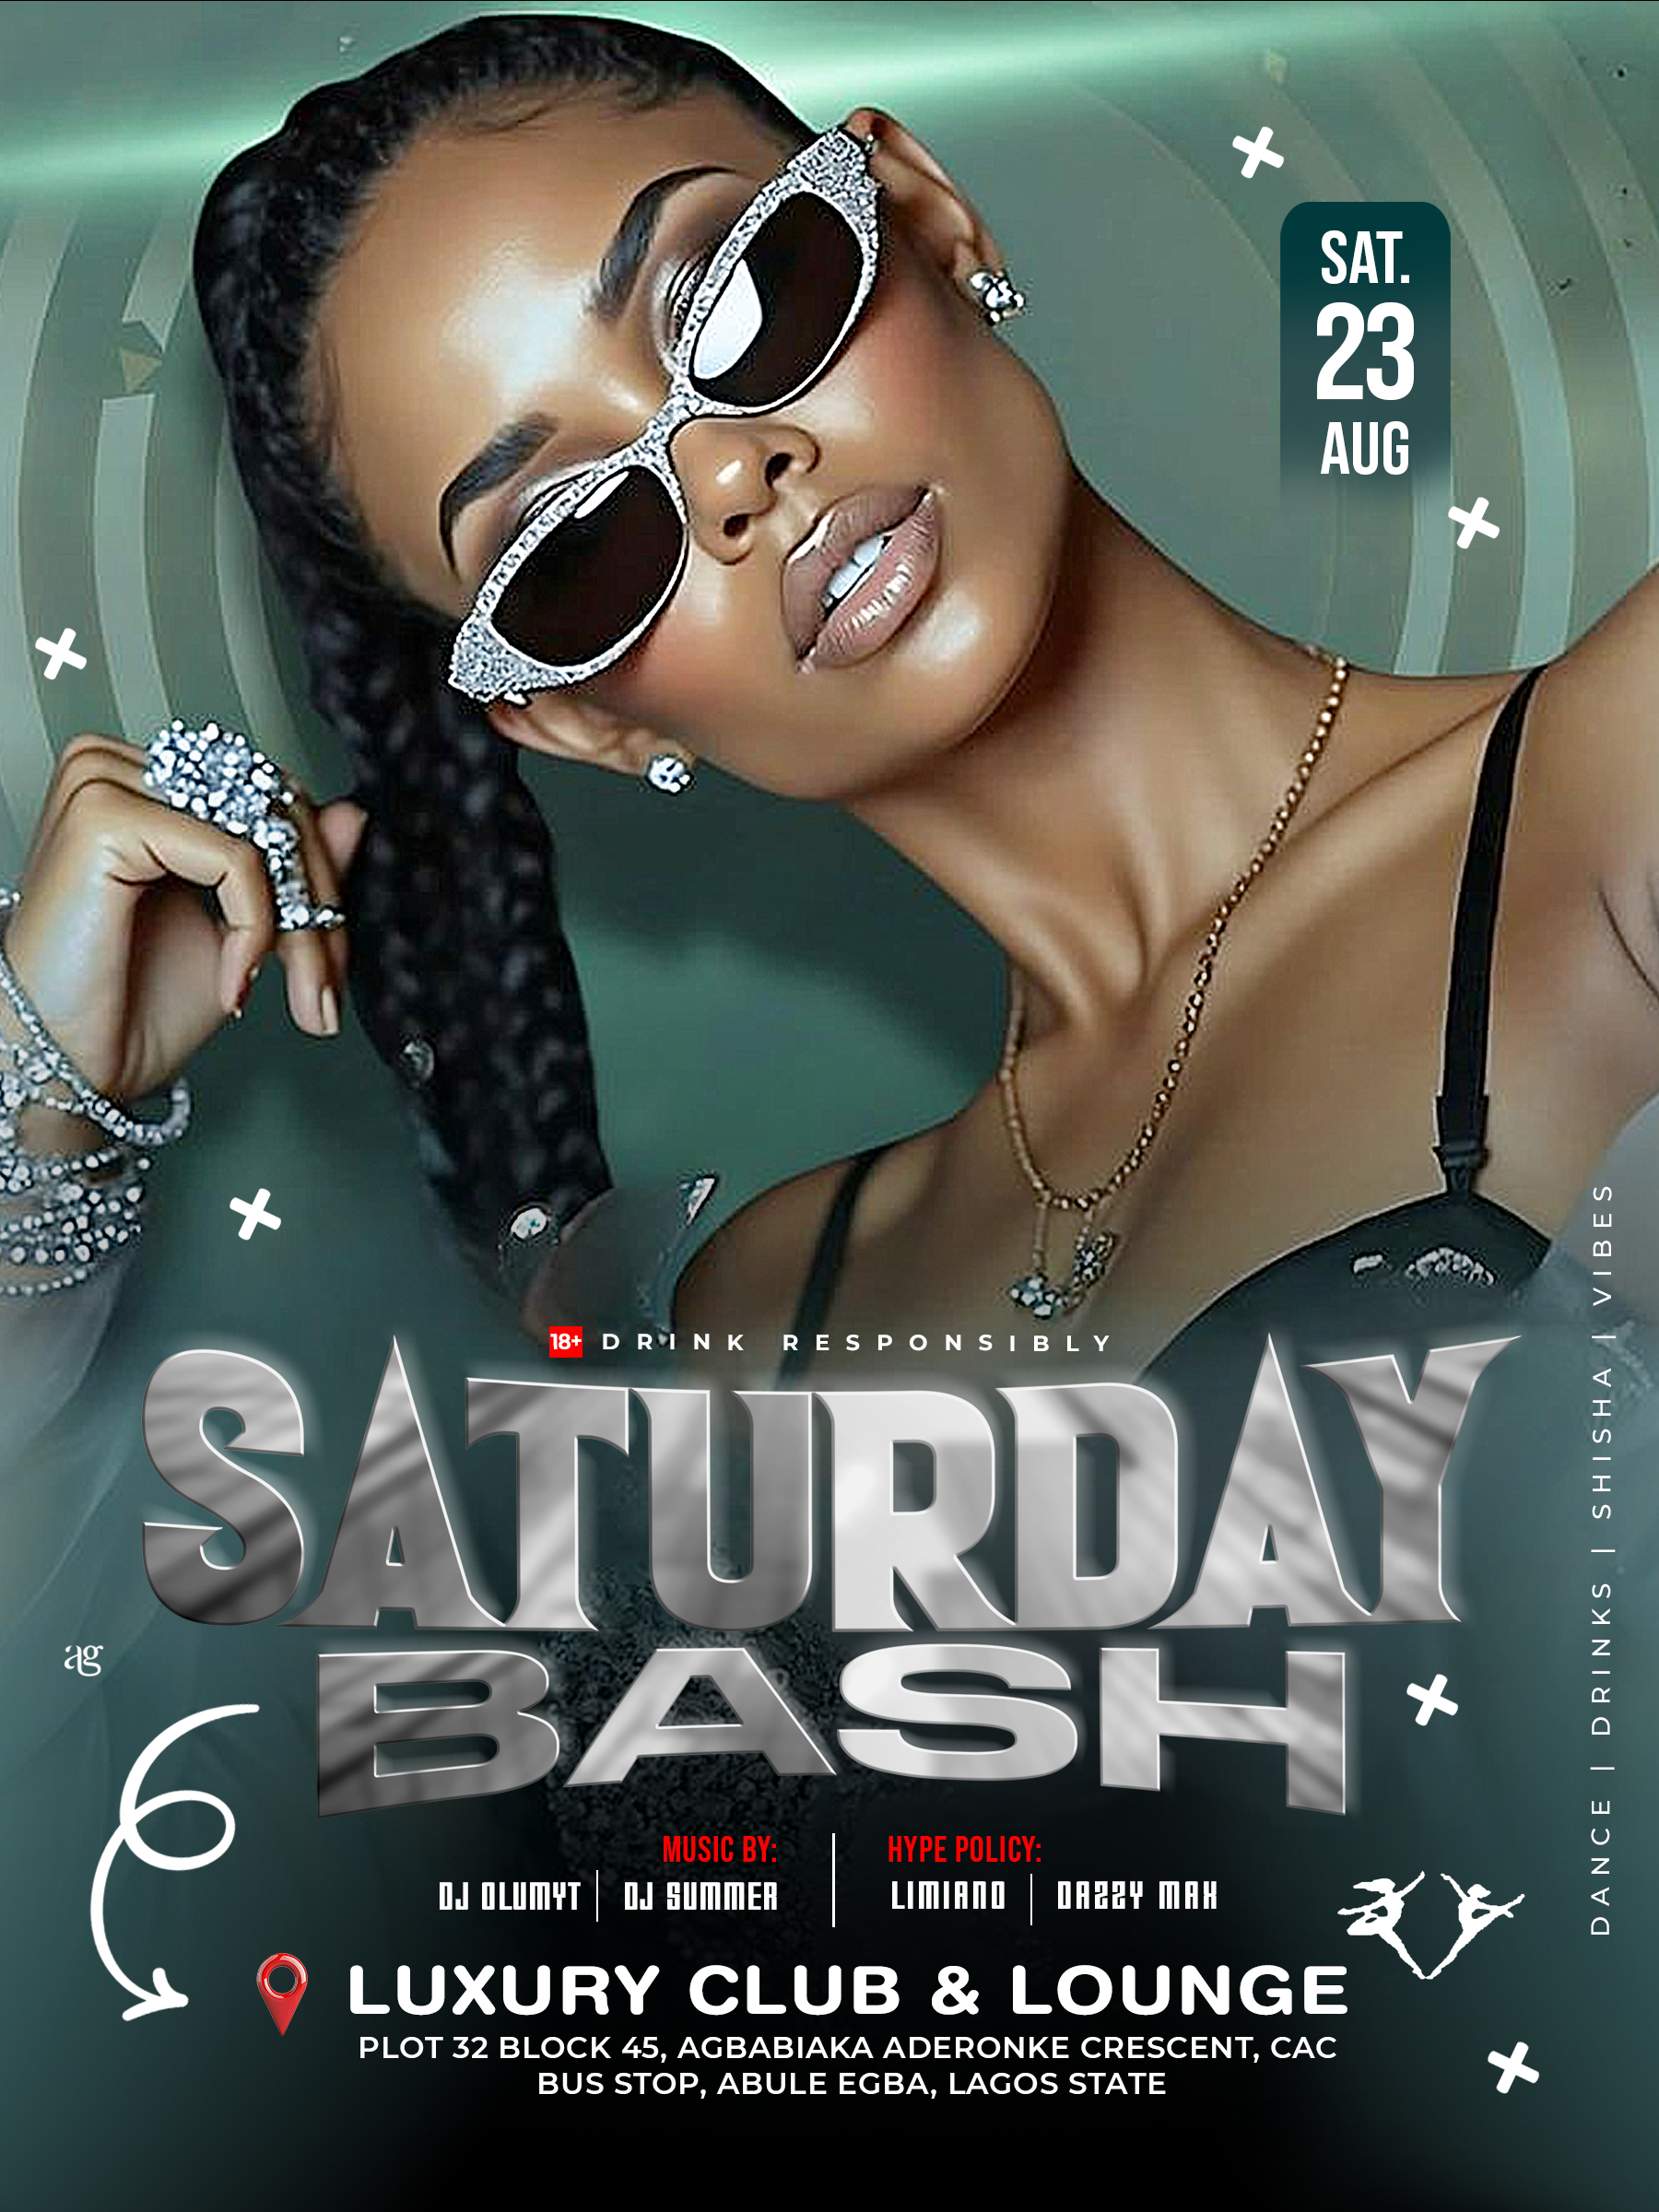 SAT.
23
AUG
18+ DRINK RESPONSIBLY
SATURDAY
BASH
ag
DANCE | DRINKS | SHISHA | VIBES
MUSIC BY:
DJ OLUMYT | DJ SUMMER
HYPE POLICY:
LIMIANO | DAZZY MAX
LUXURY CLUB & LOUNGE
PLOT 32 BLOCK 45, AGBABIAKA ADERONKE CRESCENT, CAC
BUS STOP, ABULE EGBA, LAGOS STATE